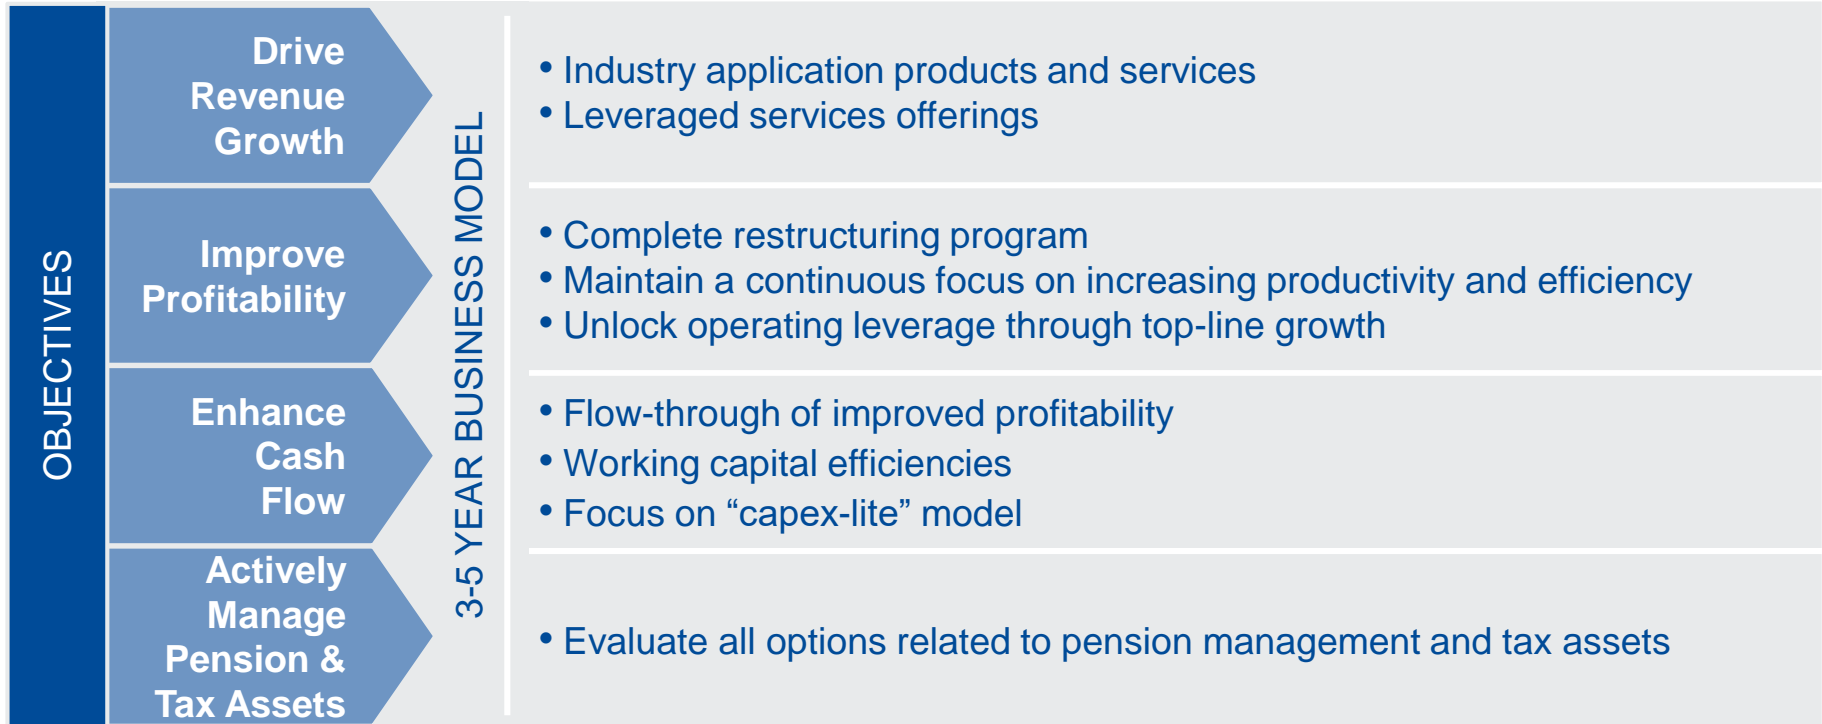 OBJECTIVES
Drive
Revenue
Growth
3-5 YEAR BUSINESS MODEL
• Industry application products and services
• Leveraged services offerings
Improve
Profitability
• Complete restructuring program
• Maintain a continuous focus on increasing productivity and efficiency
• Unlock operating leverage through top-line growth
Enhance
Cash
Flow
• Flow-through of improved profitability
• Working capital efficiencies
• Focus on “capex-lite” model
Actively
Manage
Pension &
Tax Assets
• Evaluate all options related to pension management and tax assets